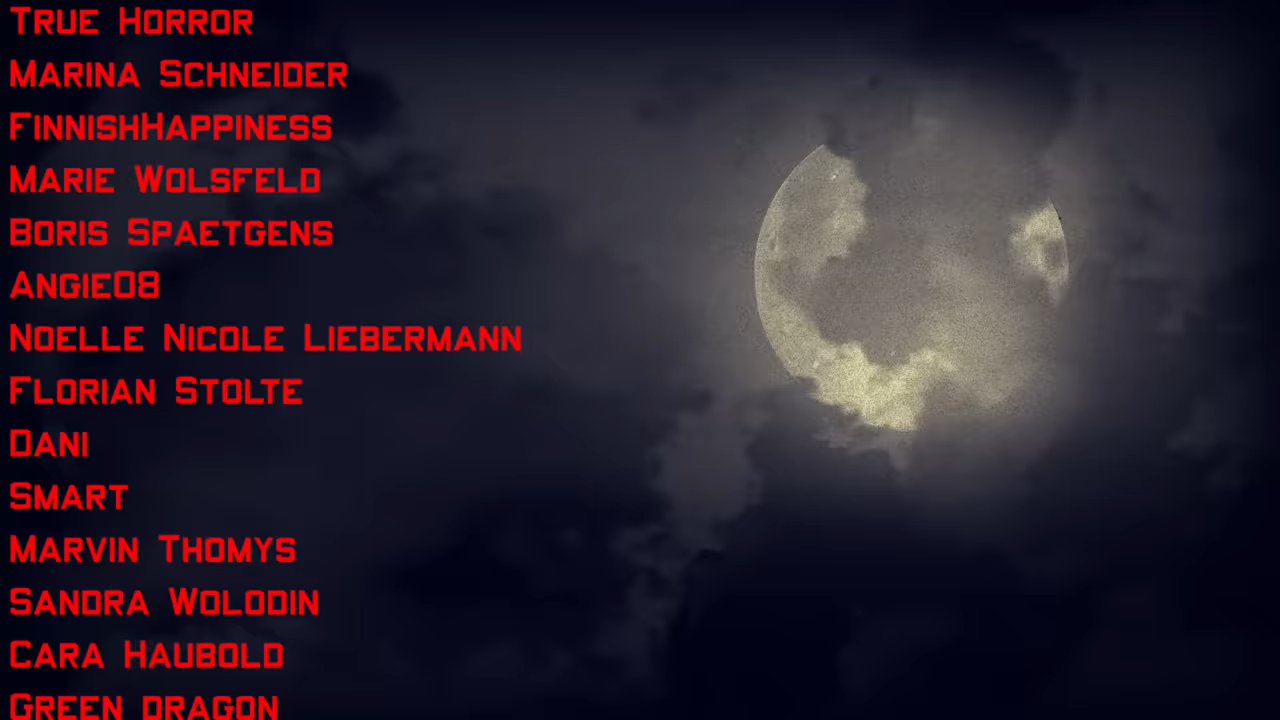 True Horror
Marina Schneider
FinnishHappiness
Marie Wolsfeld
Boris Spaetgens
Angie08
Noelle Nicole Liebermann
Florian Stolte
Dani
Smart
Marvin Thomys
Sandra Wolodin
Cara Haubold
Green dragon